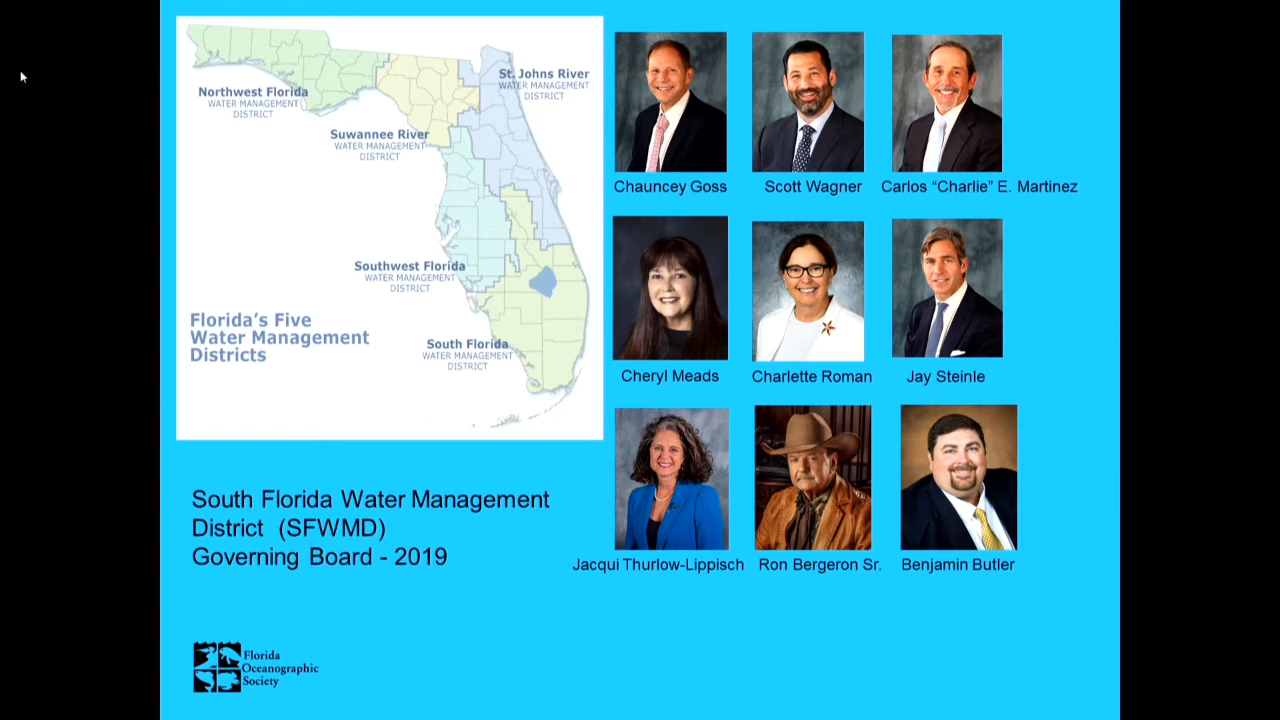 Northwest Florida
WATER MANAGEMENT
DISTRICT
St. Johns River
WATER MANAGEMENT
DISTRICT
Suwannee River
WATER MANAGEMENT
DISTRICT
Southwest Florida
WATER MANAGEMENT
DISTRICT
Florida's Five
Water Management
Districts
South Florida
WATER MANAGEMENT
DISTRICT
Chauncey Goss
Scott Wagner
Carlos “Charlie” E. Martinez
Cheryl Meads
Charlette Roman
Jay Steinle
Jacqui Thurlow-Lippisch
Ron Bergeron Sr.
Benjamin Butler
South Florida Water Management
District (SFWMD)
Governing Board - 2019
Florida
Oceanographic
Society